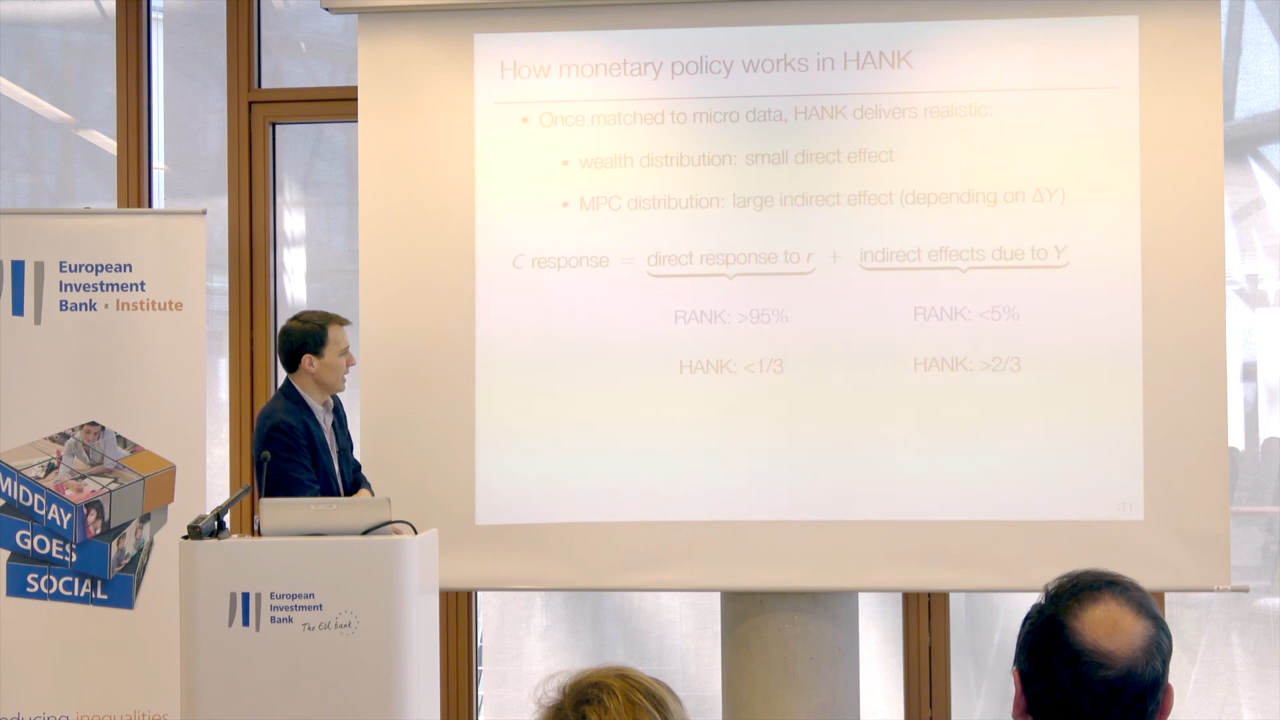 How monetary policy works in HANK
• Once matched to micro data, HANK delivers realistic:
• wealth distribution: small direct effect
• MPC distribution: large indirect effect (depending on ΔY)
C response = direct response to r + indirect effects due to Y
RANK: >95% RANK: <5%
HANK: <1/3 HANK: >2/3
31
European
Investment
Bank • Institute
MIDDAY
GOES
SOCIAL
inequalities
European
Investment
Bank
The EU bank